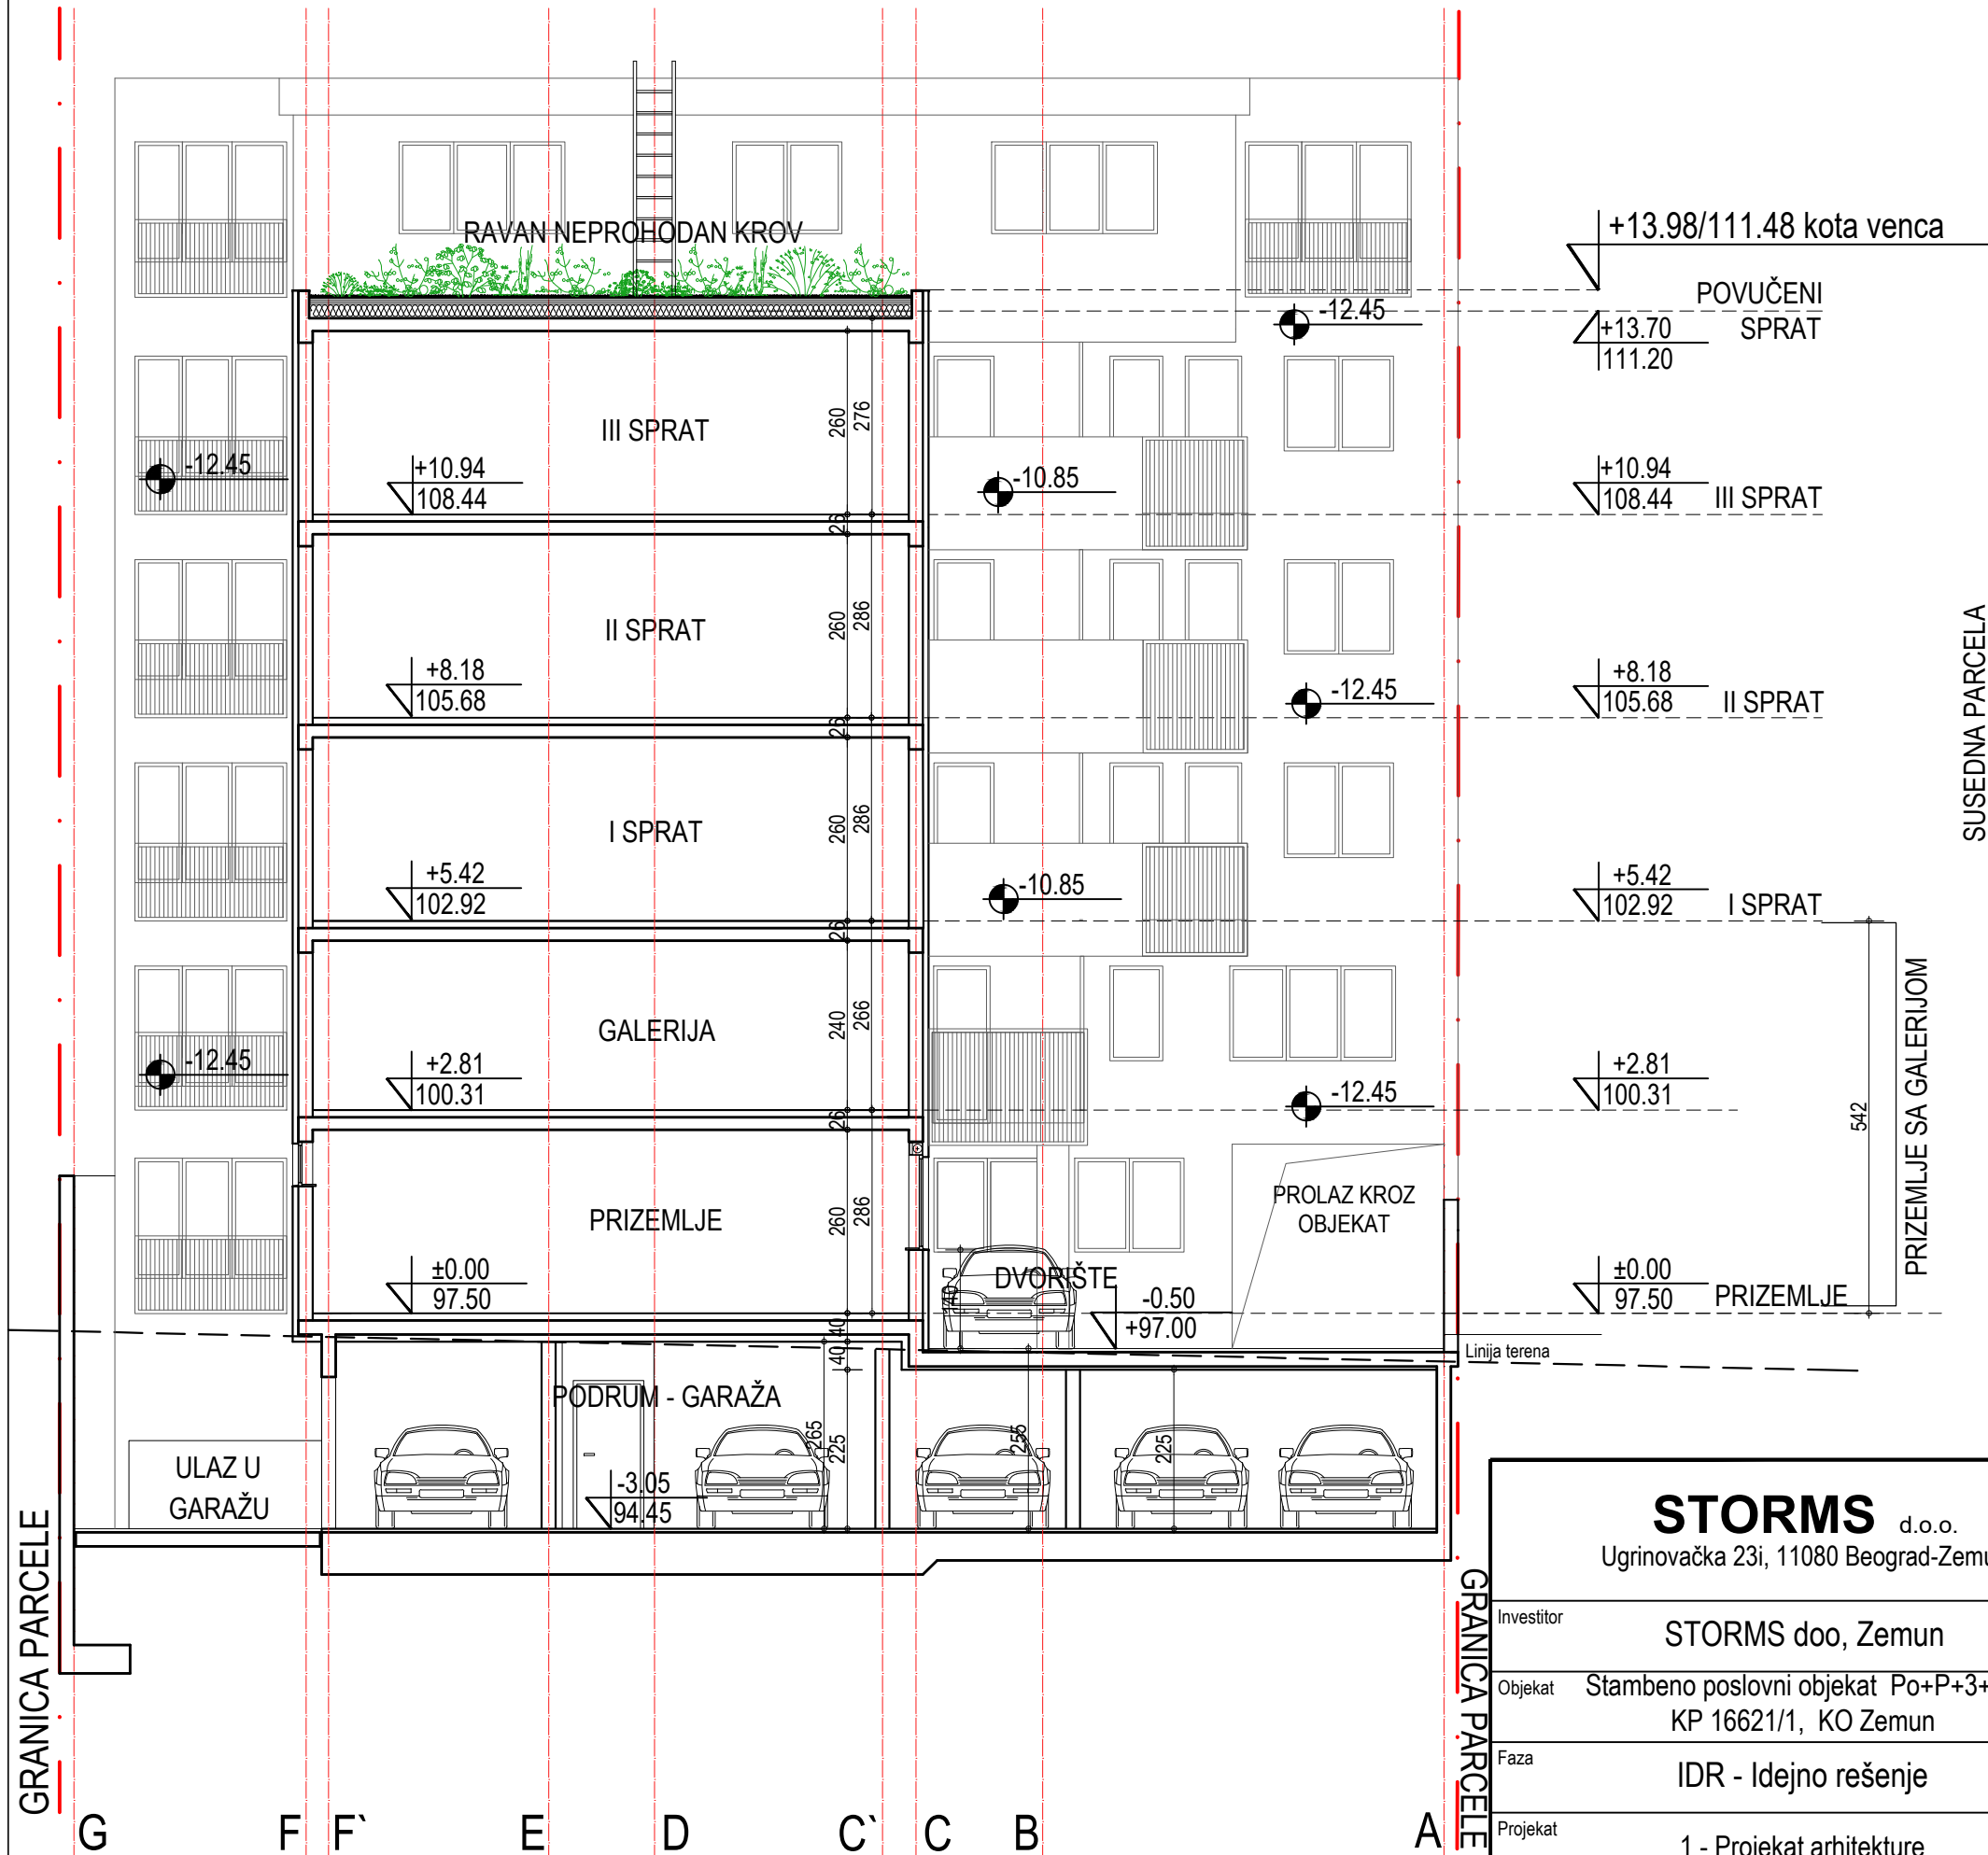 RAVAN NEPROHODAN KROV
+13.98/111.48 kota venca
POVUČENI
SPRAT
+13.70
111.20
-12.45
III SPRAT
260
276
-12.45
+10.94
108.44
-10.85
+10.94
108.44
III SPRAT
26
II SPRAT
260
286
+8.18
105.68
-12.45
+8.18
105.68
II SPRAT
26
SUSEDNA PARCELA
I SPRAT
260
286
+5.42
102.92
-10.85
+5.42
102.92
I SPRAT
26
GALERIJA
240
266
-12.45
+2.81
100.31
-12.45
+2.81
100.31
26
542
PRIZEMLJE SA GALERIJOM
PRIZEMLJE
260
286
PROLAZ KROZ
OBJEKAT
±0.00
97.50
DVORIŠTE
140
-0.50
+97.00
±0.00
97.50
PRIZEMLJE
40
40
Linija terena
PODRUM - GARAŽA
265
225
255
225
-3.05
94.45
ULAZ U
GARAŽU
GRANICA PARCELE
GRANICA PARCELE
STORMS d.o.o.
Ugrinovačka 23i, 11080 Beograd-Zemu
Investitor
STORMS doo, Zemun
Objekat
Stambeno poslovni objekat Po+P+3+
KP 16621/1, KO Zemun
Faza
IDR - Idejno rešenje
Projekat
1 - Projekat arhitekture
G
F
F`
E
D
C`
C
B
A